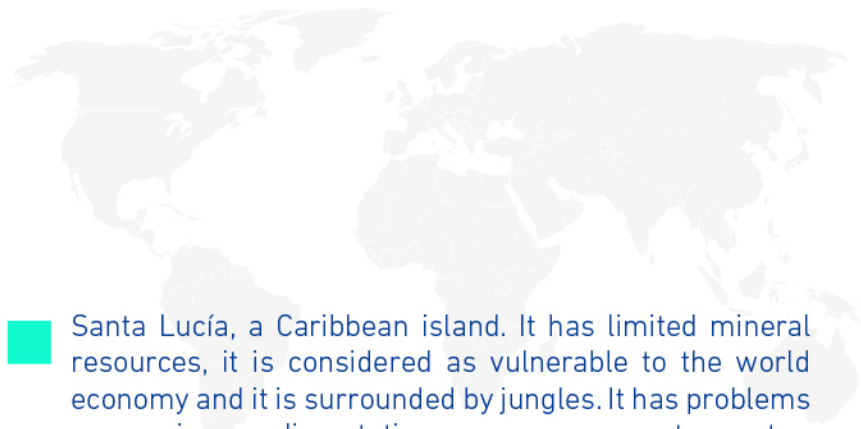 Santa Lucía, a Caribbean island. It has limited mineral
resources, it is considered as vulnerable to the world
economy and it is surrounded by jungles. It has problems